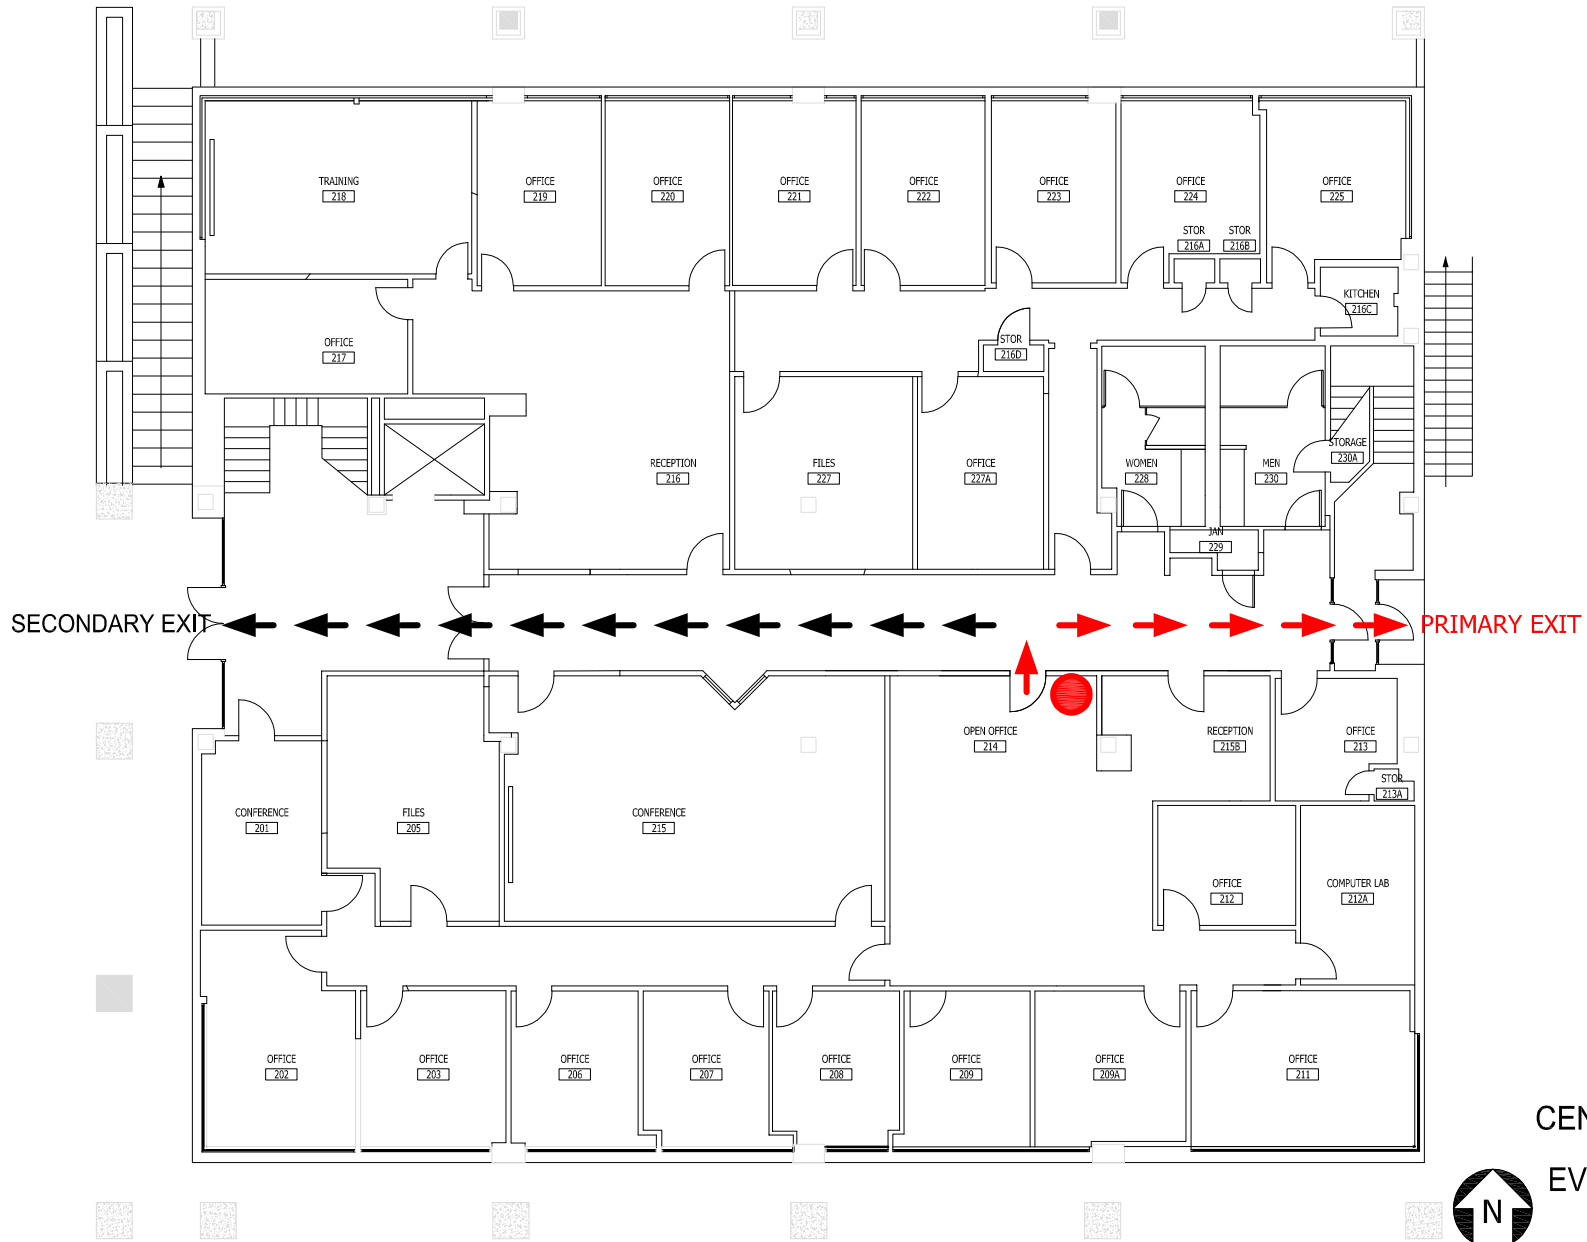 TRAINING
218
OFFICE
219
OFFICE
220
OFFICE
221
OFFICE
222
OFFICE
223
OFFICE
224
OFFICE
225
STOR
216A
STOR
216B
KITCHEN
216C
OFFICE
217
STOR
216D
RECEPTION
216
FILES
227
OFFICE
227A
WOMEN
228
MEN
230
STORAGE
230A
JAN
229
SECONDARY EXIT
PRIMARY EXIT
OPEN OFFICE
214
RECEPTION
215B
OFFICE
213
STOR
213A
CONFERENCE
201
FILES
205
CONFERENCE
215
OFFICE
212
COMPUTER LAB
212A
OFFICE
202
OFFICE
203
OFFICE
206
OFFICE
207
OFFICE
208
OFFICE
209
OFFICE
209A
OFFICE
211
CEN
EV
N